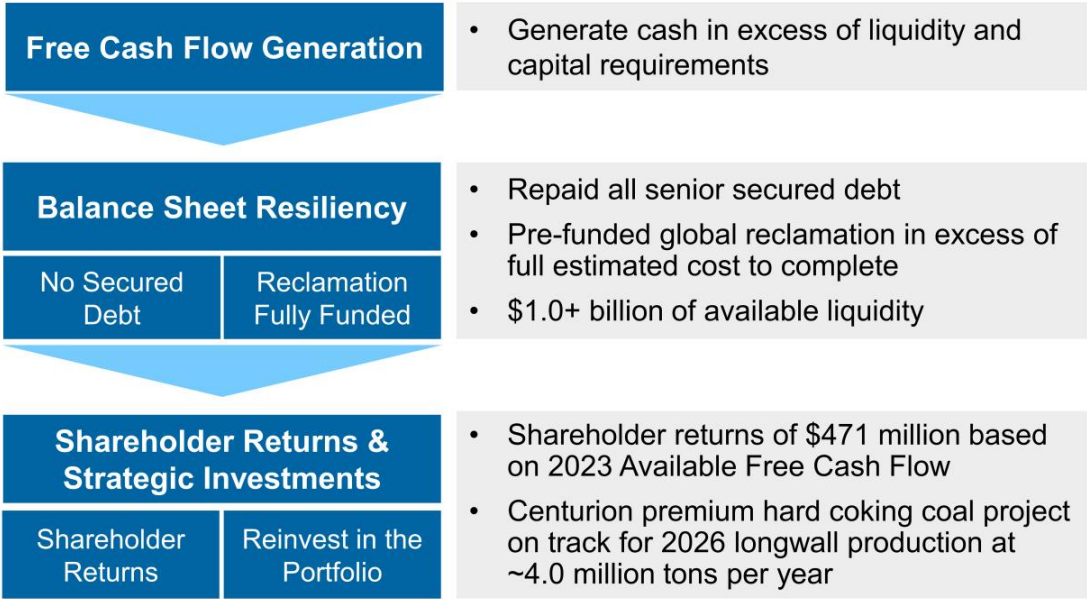 Free Cash Flow Generation
• Generate cash in excess of liquidity and
capital requirements
Balance Sheet Resiliency
No Secured
Debt
Reclamation
Fully Funded
• Repaid all senior secured debt
• Pre-funded global reclamation in excess of
full estimated cost to complete
• $1.0+ billion of available liquidity
Shareholder Returns &
Strategic Investments
Shareholder
Returns
Reinvest in the
Portfolio
• Shareholder returns of $471 million based
on 2023 Available Free Cash Flow
• Centurion premium hard coking coal project
on track for 2026 longwall production at
~4.0 million tons per year